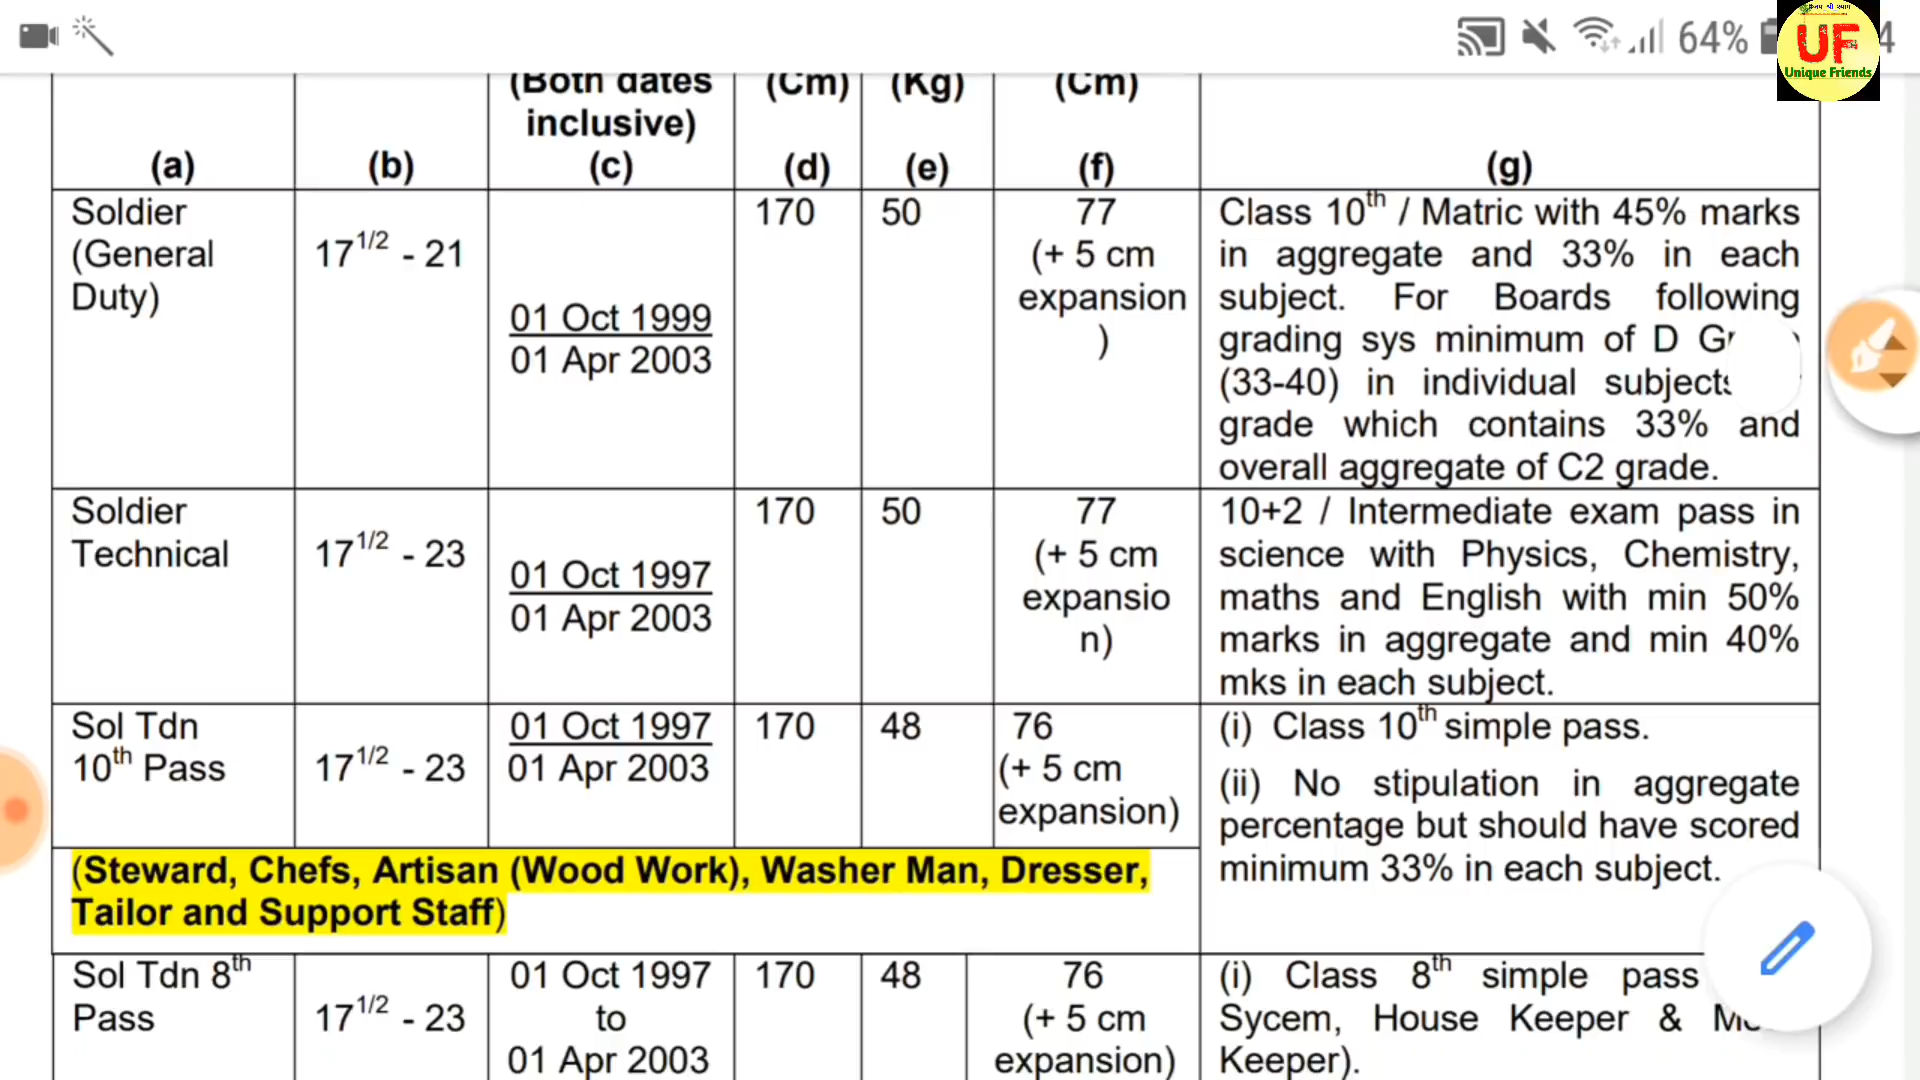 64%
4
UF
Unique Friends
(Both dates
inclusive)
(c)
(Cm)
(d)
(Kg)
(e)
(Cm)
(f)
(a)
(b)
(g)
Soldier
(General
Duty)
17 1/2 - 21
01 Oct 1999
01 Apr 2003
170
50
77
(+ 5 cm
expansion
)
Class 10th / Matric with 45% marks
in aggregate and 33% in each
subject. For Boards following
grading sys minimum of D
(33-40) in individual subjects
grade which contains 33% and
overall aggregate of C2 grade.
Soldier
Technical
17 1/2 - 23
01 Oct 1997
01 Apr 2003
170
50
77
(+ 5 cm
expansio
n)
10+2 / Intermediate exam pass in
science with Physics, Chemistry,
maths and English with min 50%
marks in aggregate and min 40%
mks in each subject.
Sol Tdn
10th Pass
17 1/2 - 23
01 Oct 1997
01 Apr 2003
170
48
76
(+ 5 cm
expansion)
(i) Class 10th simple pass.
(ii) No stipulation in aggregate
percentage but should have scored
minimum 33% in each subject.
(Steward, Chefs, Artisan (Wood Work), Washer Man, Dresser,
Tailor and Support Staff)
Sol Tdn 8th
Pass
17 1/2 - 23
01 Oct 1997
to
01 Apr 2003
170
48
76
(+ 5 cm
expansion)
(i) Class 8th simple pass
Sycem, House Keeper &
Keeper).